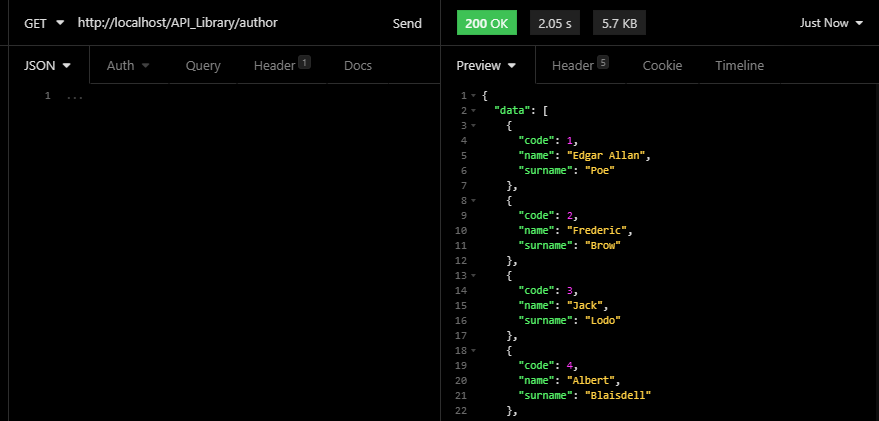 GET http://localhost/API_Library/author Send
200 OK 2.05 s 5.7 KB Just Now
JSON Auth Query Header 1 Docs
Preview Header 5 Cookie Timeline
1 ...
1 {
2 "data": [
3 {
4 "code": 1,
5 "name": "Edgar Allan",
6 "surname": "Poe"
7 },
8 {
9 "code": 2,
10 "name": "Frederic",
11 "surname": "Brow"
12 },
13 {
14 "code": 3,
15 "name": "Jack",
16 "surname": "Lodo"
17 },
18 {
19 "code": 4,
20 "name": "Albert",
21 "surname": "Blaisdell"
22 },